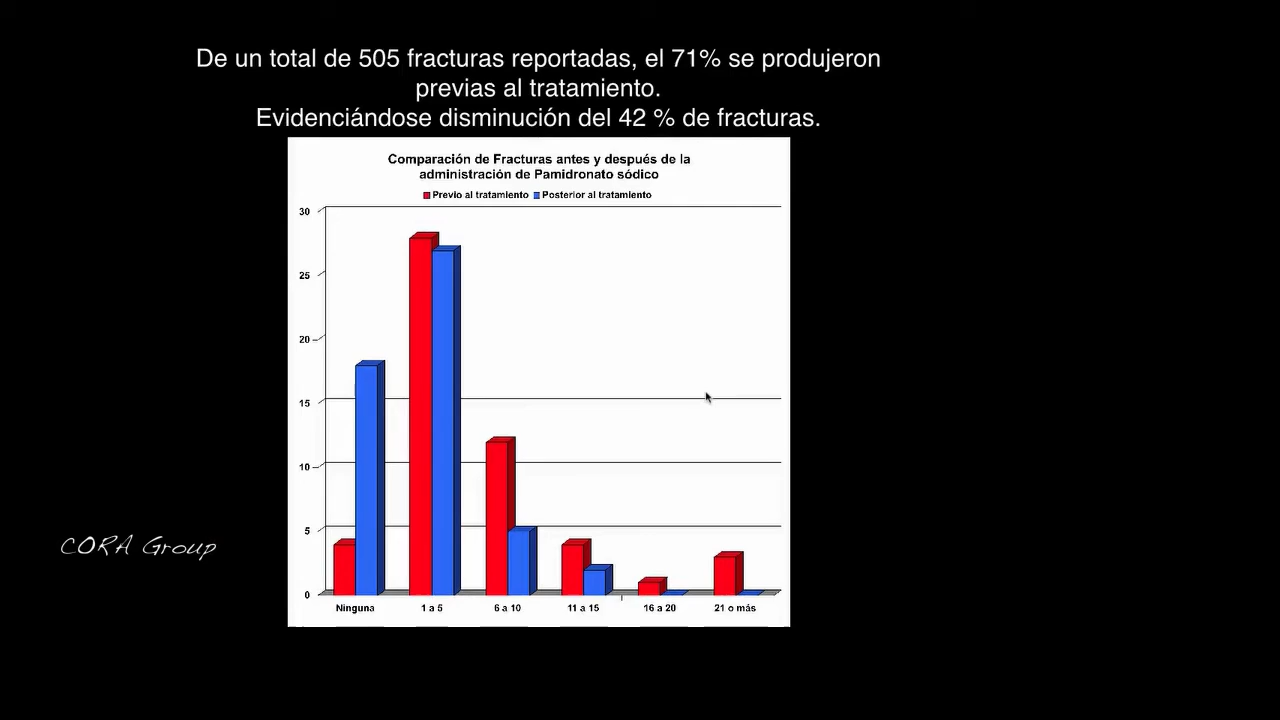 De un total de 505 fracturas reportadas, el 71% se produjeron
previas al tratamiento.
Evidenciándose disminución del 42 % de fracturas.
Comparación de Fracturas antes y después de la
administración de Pamidronato sódico
Previo al tratamiento Posterior al tratamiento
30
25
20
15
10
5
0
Ninguna 1 a 5 6 a 10 11 a 15 16 a 20 21 o más
CORA Group